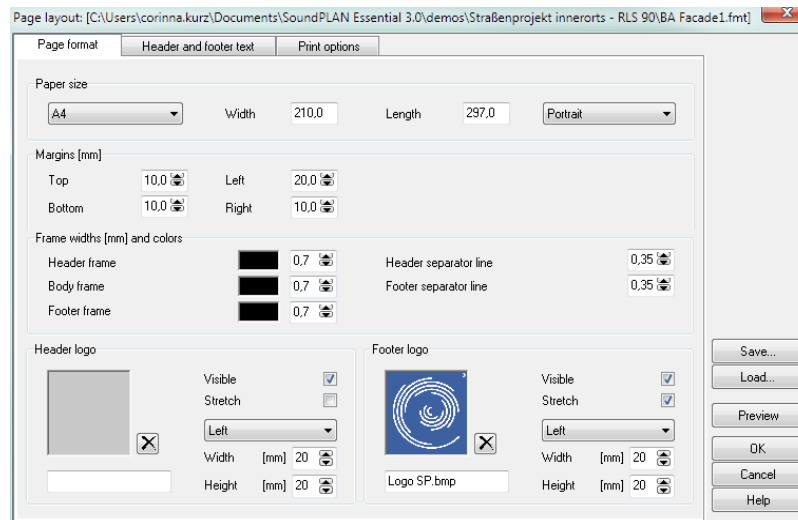 Page layout: [C:\Users\corinna.kurz\Documents\SoundPLAN Essential 3.0\demos\Straßenprojekt innerorts - RLS 90\BA Facade1.fmt]
Page format Header and footer text Print options
Paper size
A4 Width 210,0 Length 297,0 Portrait
Margins [mm]
Top 10,0 Left 20,0
Bottom 10,0 Right 10,0
Frame widths [mm] and colors
Header frame 0,7 Header separator line 0,35
Body frame 0,7 Footer separator line 0,35
Footer frame 0,7
Header logo
Visible
Stretch
Left
Width [mm] 20
Height [mm] 20
Footer logo
Visible
Stretch
Left
Width [mm] 20
Logo SP.bmp Height [mm] 20
Save...
Load...
Preview
OK
Cancel
Help